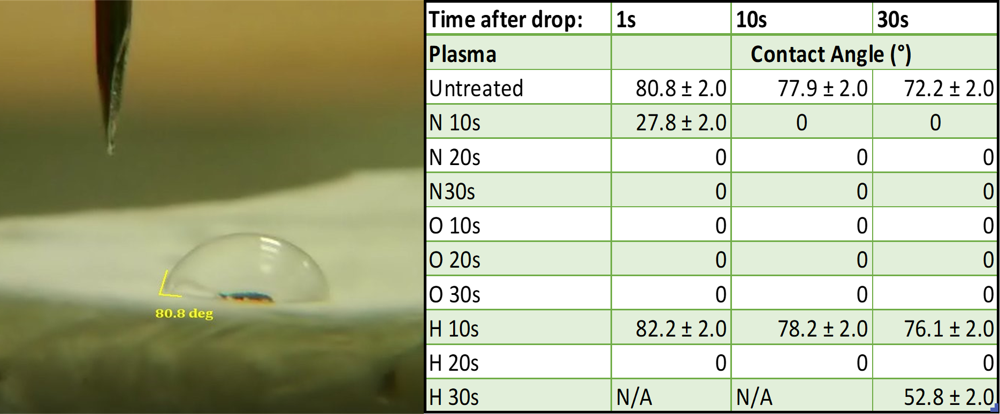 80.8 deg
Time after drop: 1s 10s 30s
Plasma Contact Angle (°)
Untreated 80.8 ± 2.0 77.9 ± 2.0 72.2 ± 2.0
N 10s 27.8 ± 2.0 0 0
N 20s 0 0 0
N30s 0 0 0
O 10s 0 0 0
O 20s 0 0 0
O 30s 0 0 0
H 10s 82.2 ± 2.0 78.2 ± 2.0 76.1 ± 2.0
H 20s 0 0 0
H 30s N/A N/A 52.8 ± 2.0